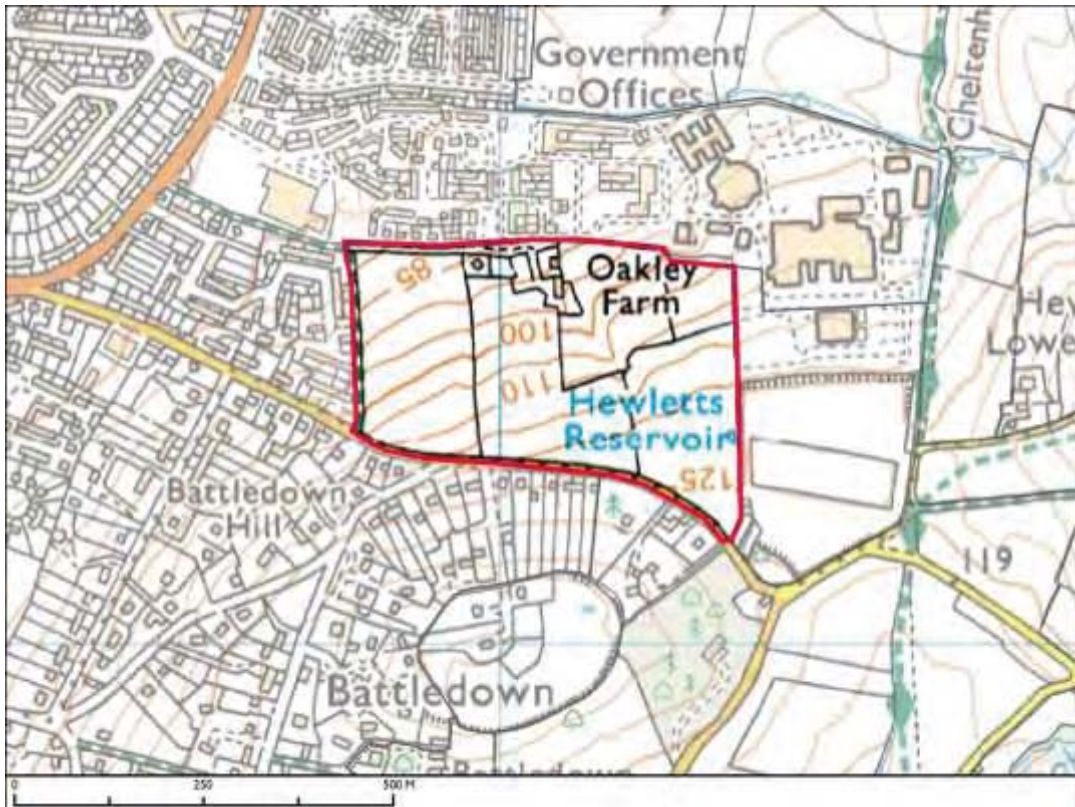 Government
Offices
Cheltenh
85
Oakley
Farm
100
110
Hewletts
Reservoir
125
Hew
Lowe
Battledown
Hill
119
Battledown
0
250
500 M